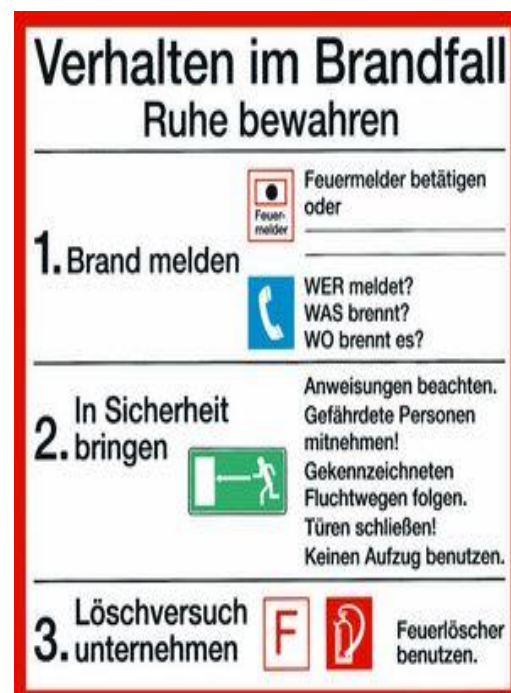 Verhalten im Brandfall
Ruhe bewahren
1. Brand melden
Feuer-
melder
Feuermelder betätigen
oder
WER meldet?
WAS brennt?
WO brennt es?
2. In Sicherheit
bringen
Anweisungen beachten.
Gefährdete Personen
mitnehmen!
Gekennzeichneten
Fluchtwegen folgen.
Türen schließen!
Keinen Aufzug benutzen.
3. Löschversuch
unternehmen
F
Feuerlöscher
benutzen.